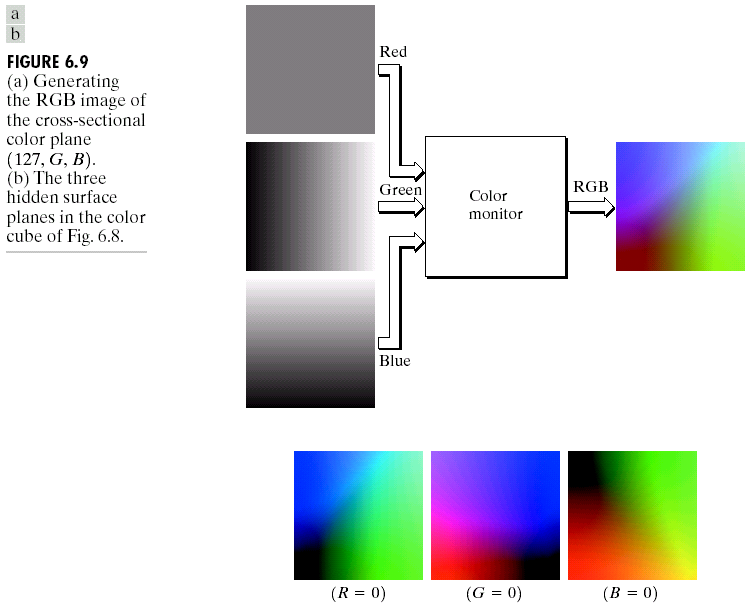 a
b
FIGURE 6.9
(a) Generating
the RGB image of
the cross-sectional
color plane
(127, G, B).
(b) The three
hidden surface
planes in the color
cube of Fig. 6.8.
Red
Green
Blue
Color
monitor
RGB
(R = 0)
(G = 0)
(B = 0)